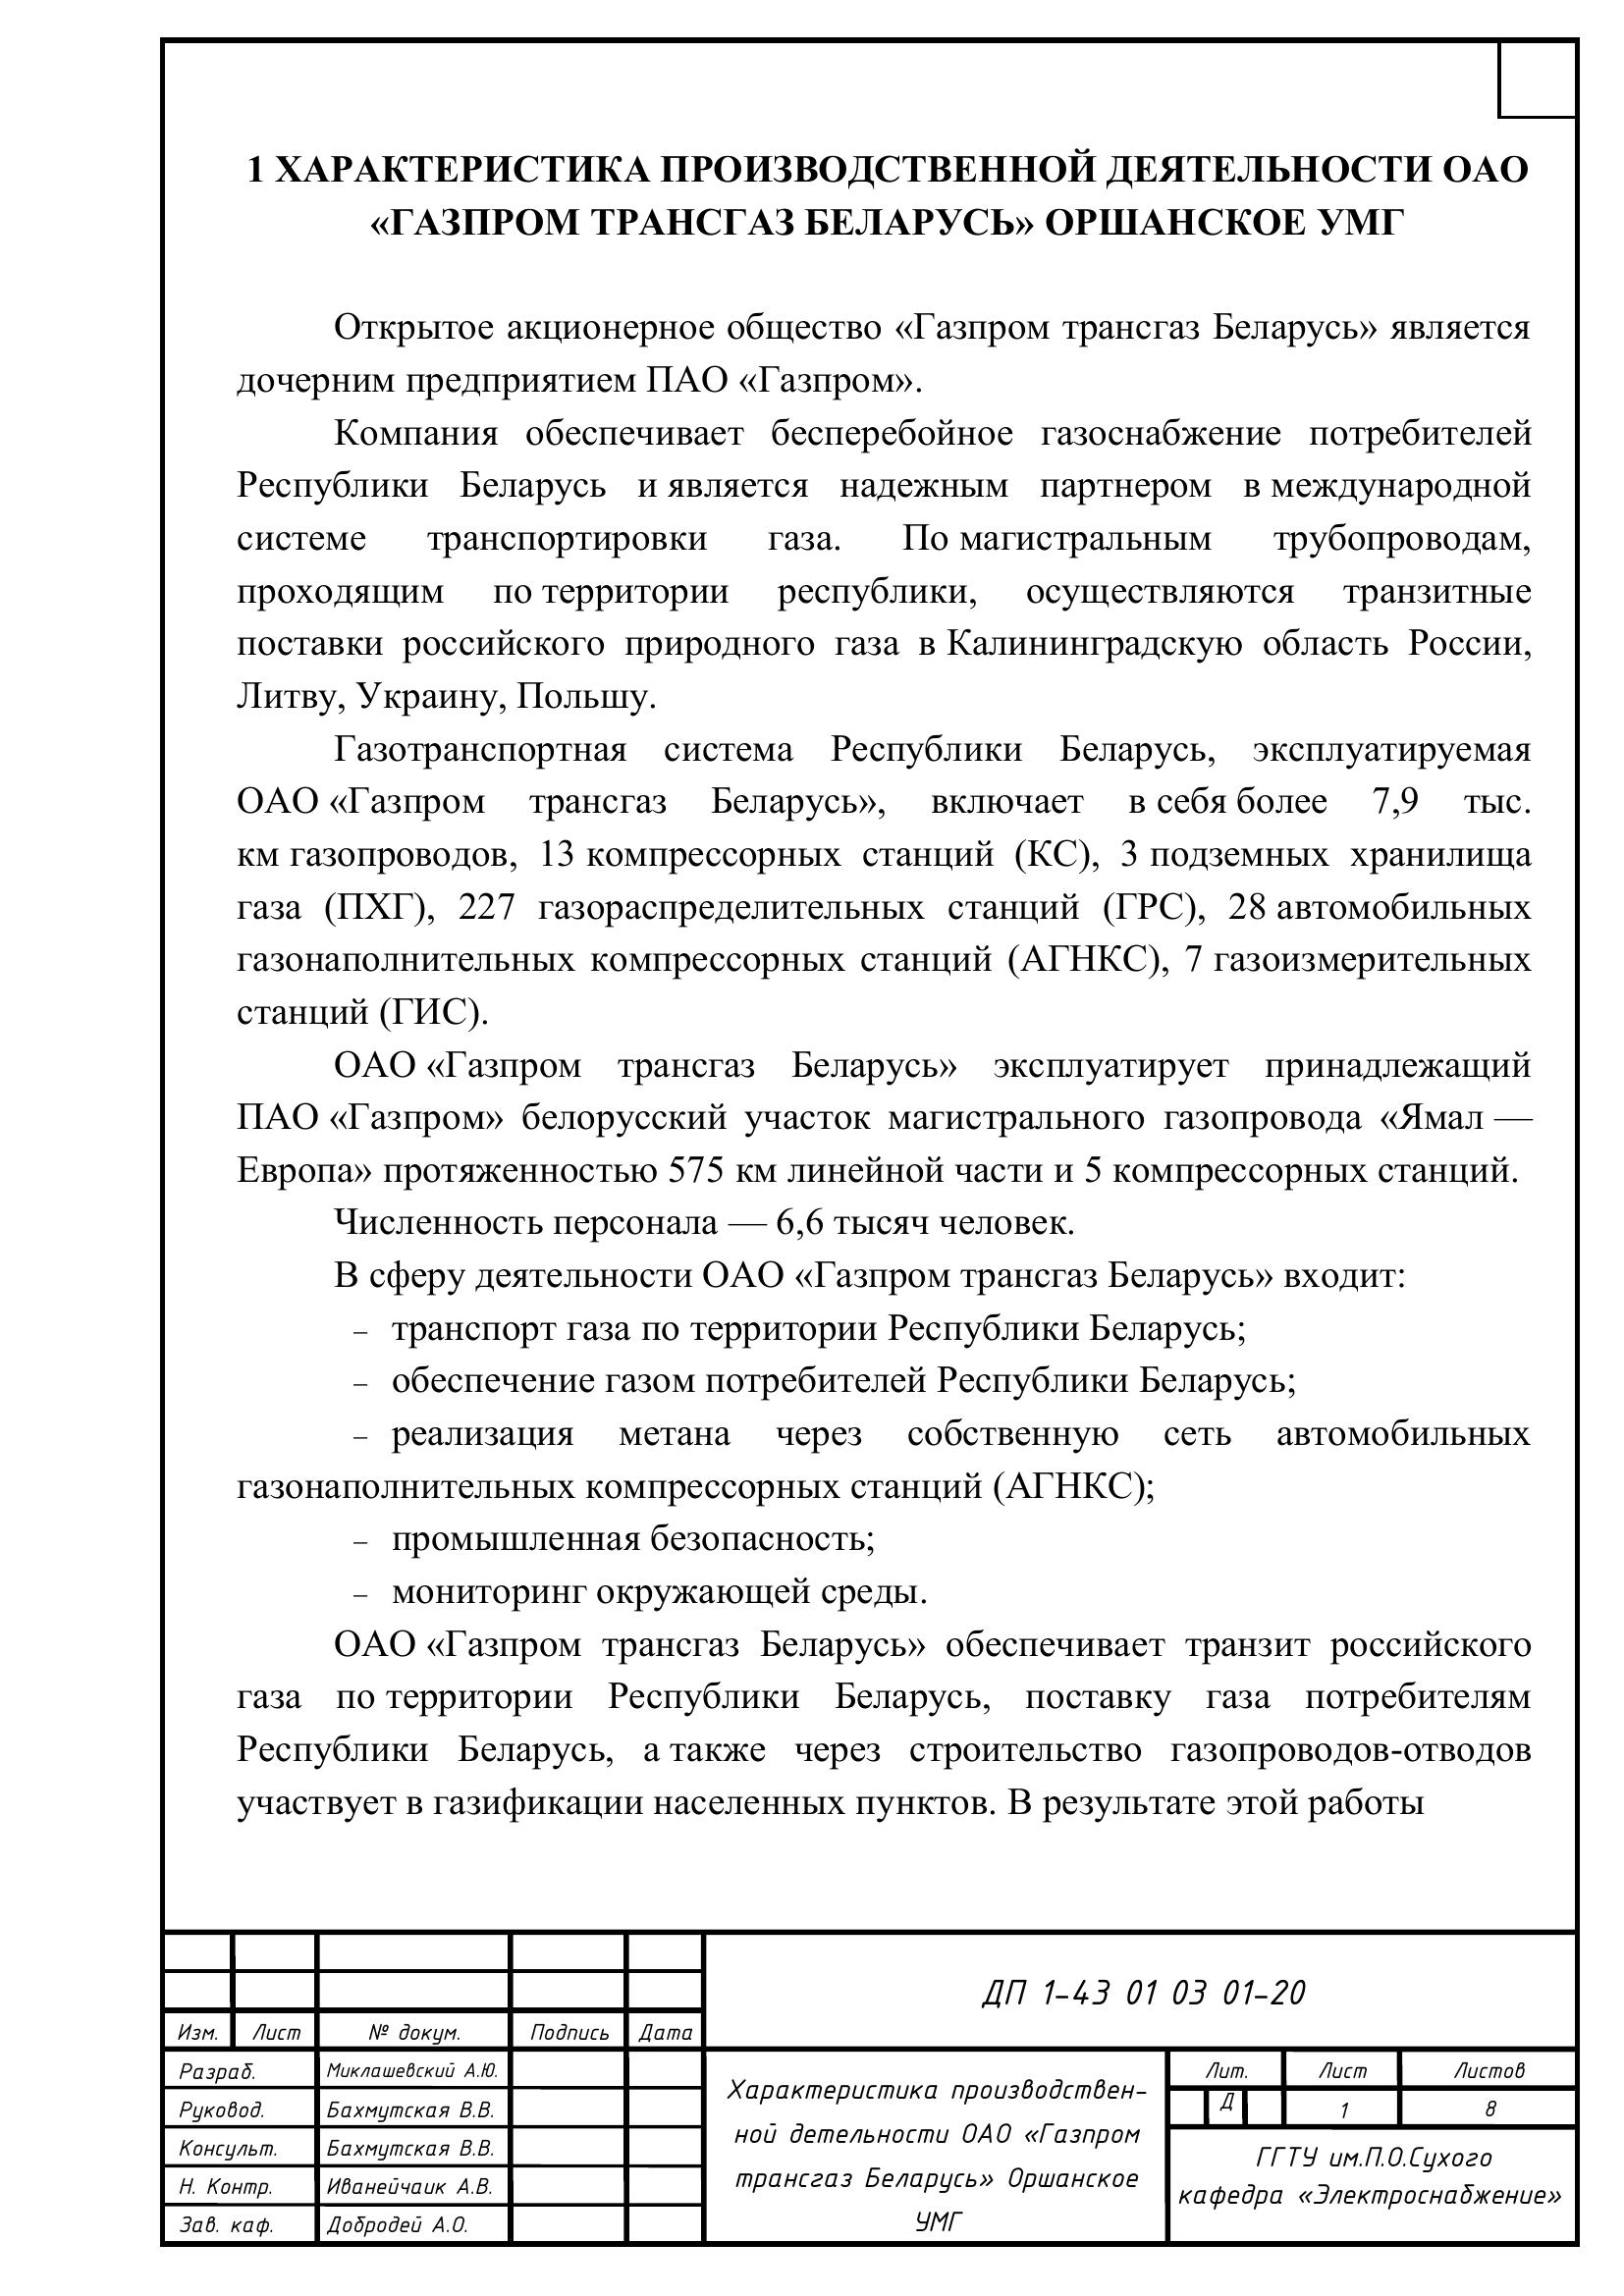 1 ХАРАКТЕРИСТИКА ПРОИЗВОДСТВЕННОЙ ДЕЯТЕЛЬНОСТИ ОАО
«ГАЗПРОМ ТРАНСГАЗ БЕЛАРУСЬ» ОРШАНСКОЕ УМГ
Открытое акционерное общество «Газпром трансгаз Беларусь» является
дочерним предприятием ПАО «Газпром».
Компания обеспечивает бесперебойное газоснабжение потребителей
Республики Беларусь и является надежным партнером в международной
системе транспортировки газа. По магистральным трубопроводам,
проходящим по территории республики, осуществляются транзитные
поставки российского природного газа в Калининградскую область России,
Литву, Украину, Польшу.
Газотранспортная система Республики Беларусь, эксплуатируемая
ОАО «Газпром трансгаз Беларусь», включает в себя более 7,9 тыс.
км газопроводов, 13 компрессорных станций (КС), 3 подземных хранилища
газа (ПХГ), 227 газораспределительных станций (ГРС), 28 автомобильных
газонаполнительных компрессорных станций (АГНКС), 7 газоизмерительных
станций (ГИС).
ОАО «Газпром трансгаз Беларусь» эксплуатирует принадлежащий
ПАО «Газпром» белорусский участок магистрального газопровода «Ямал —
Европа» протяженностью 575 км линейной части и 5 компрессорных станций.
Численность персонала — 6,6 тысяч человек.
В сферу деятельности ОАО «Газпром трансгаз Беларусь» входит:
– транспорт газа по территории Республики Беларусь;
– обеспечение газом потребителей Республики Беларусь;
– реализация метана через собственную сеть автомобильных
газонаполнительных компрессорных станций (АГНКС);
– промышленная безопасность;
– мониторинг окружающей среды.
ОАО «Газпром трансгаз Беларусь» обеспечивает транзит российского
газа по территории Республики Беларусь, поставку газа потребителям
Республики Беларусь, а также через строительство газопроводов-отводов
участвует в газификации населенных пунктов. В результате этой работы
ДП 1-43 01 03 01-20
Изм. Лист № докум. Подпись Дата
Разраб. Миклашевский А.Ю.
Руковод. Бахмутская В.В.
Консульт. Бахмутская В.В.
Н. Контр. Иванейчаик А.В.
Зав. каф. Добродей А.О.
Характеристика производствен-
ной детельности ОАО «Газпром
трансгаз Беларусь» Оршанское
УМГ
Лит. Лист Листов
Д 1 8
ГГТУ им.П.О.Сухого
кафедра «Электроснабжение»